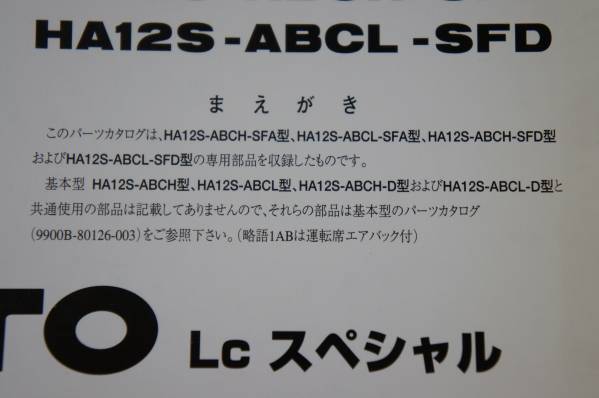 HA12S-ABCL-SFD
まえがき
このパーツカタログは、HA12S-ABCH-SFA型、HA12S-ABCL-SFA型、HA12S-ABCH-SFD型
およびHA12S-ABCL-SFD型の専用部品を収録したものです。
基本型 HA12S-ABCH型、HA12S-ABCL型、HA12S-ABCH-D型およびHA12S-ABCL-D型と
共通使用の部品は記載してありませんので、それらの部品は基本型のパーツカタログ
(9900B-80126-003)をご参照下さい。(略語1ABは運転席エアバック付)
TO Lc スペシャル